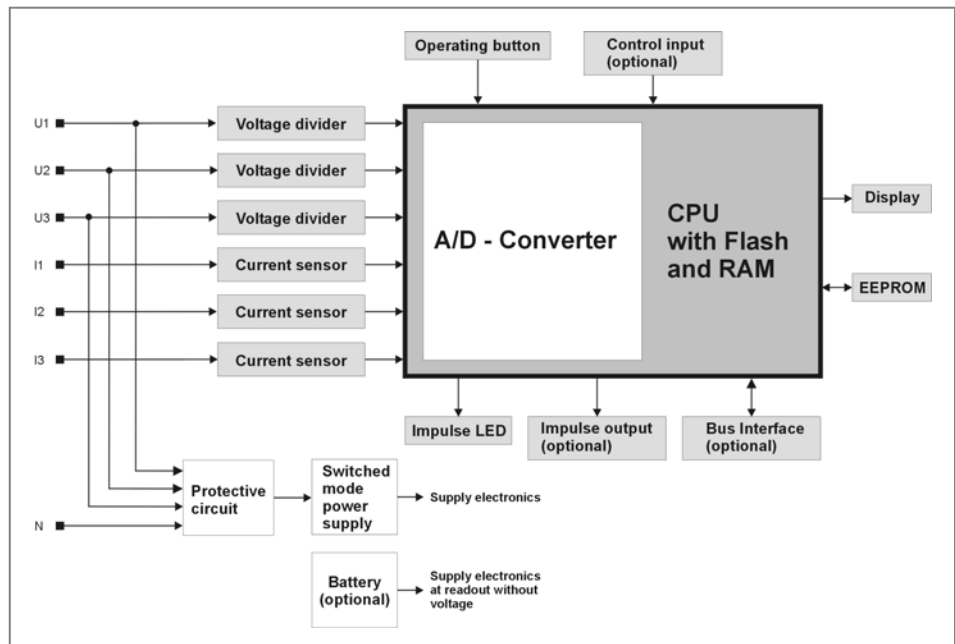 Operating button
Control input
(optional)
U1
Voltage divider
U2
Voltage divider
U3
Voltage divider
I1
Current sensor
I2
Current sensor
I3
Current sensor
A/D - Converter
CPU
with Flash
and RAM
Display
EEPROM
Impulse LED
Impulse output
(optional)
Bus Interface
(optional)
N
Protective
circuit
Switched
mode
power
supply
Supply electronics
Battery
(optional)
Supply electronics
at readout without
voltage